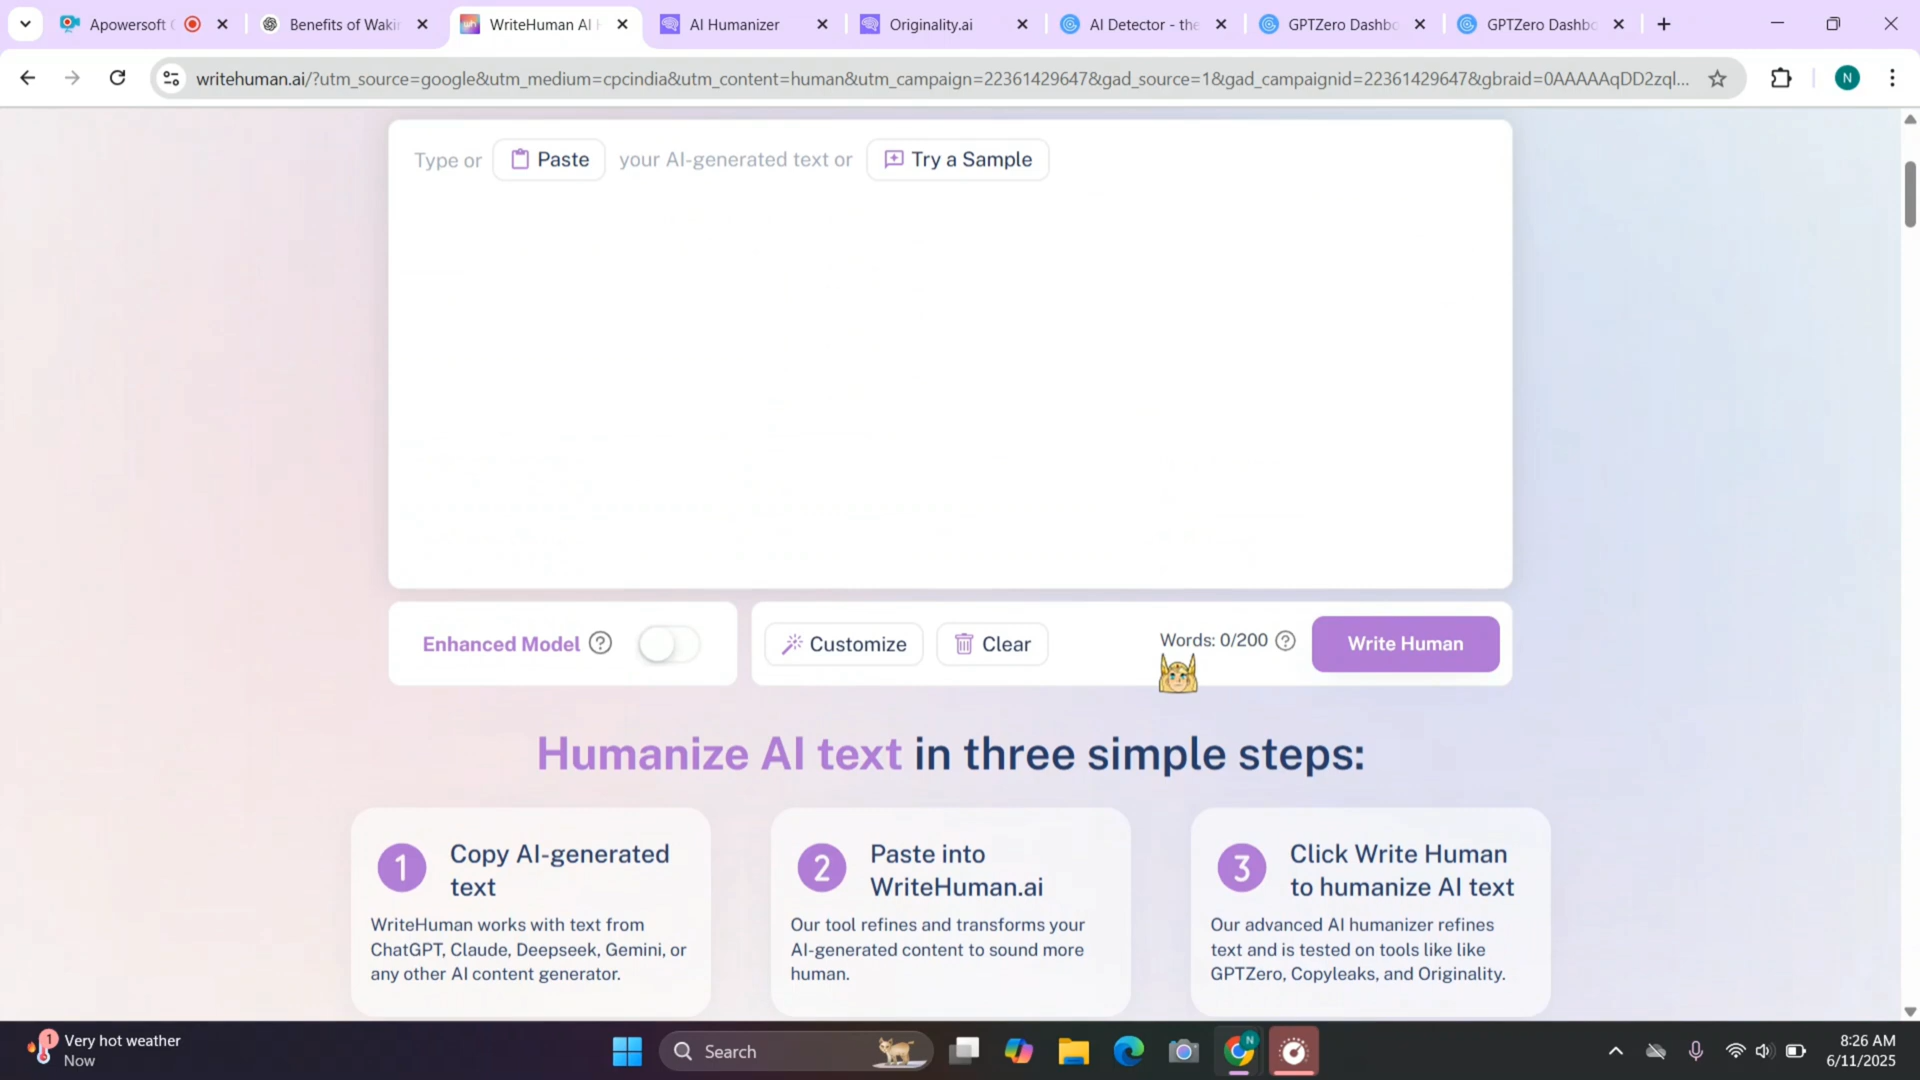 Apowersoft
Benefits of Waki
WriteHuman AI
AI Humanizer
Originality.ai
AI Detector - the
GPTZero Dashbo
GPTZero Dashbo
writehuman.ai/?utm_source=google&utm_medium=cpcindia&utm_content=human&utm_campaign=22361429647&gad_source=1&gad_campaignid=22361429647&gbraid=0AAAAAqDD2zql...
N
Type or Paste your AI-generated text or Try a Sample
Enhanced Model
Customize
Clear
Words: 0/200
Write Human
Humanize AI text in three simple steps:
1
Copy AI-generated
text
WriteHuman works with text from
ChatGPT, Claude, Deepseek, Gemini, or
any other AI content generator.
2
Paste into
WriteHuman.ai
Our tool refines and transforms your
AI-generated content to sound more
human.
3
Click Write Human
to humanize AI text
Our advanced AI humanizer refines
text and is tested on tools like like
GPTZero, Copyleaks, and Originality.
1
Very hot weather
Now
Search
N
8:26 AM
6/11/2025